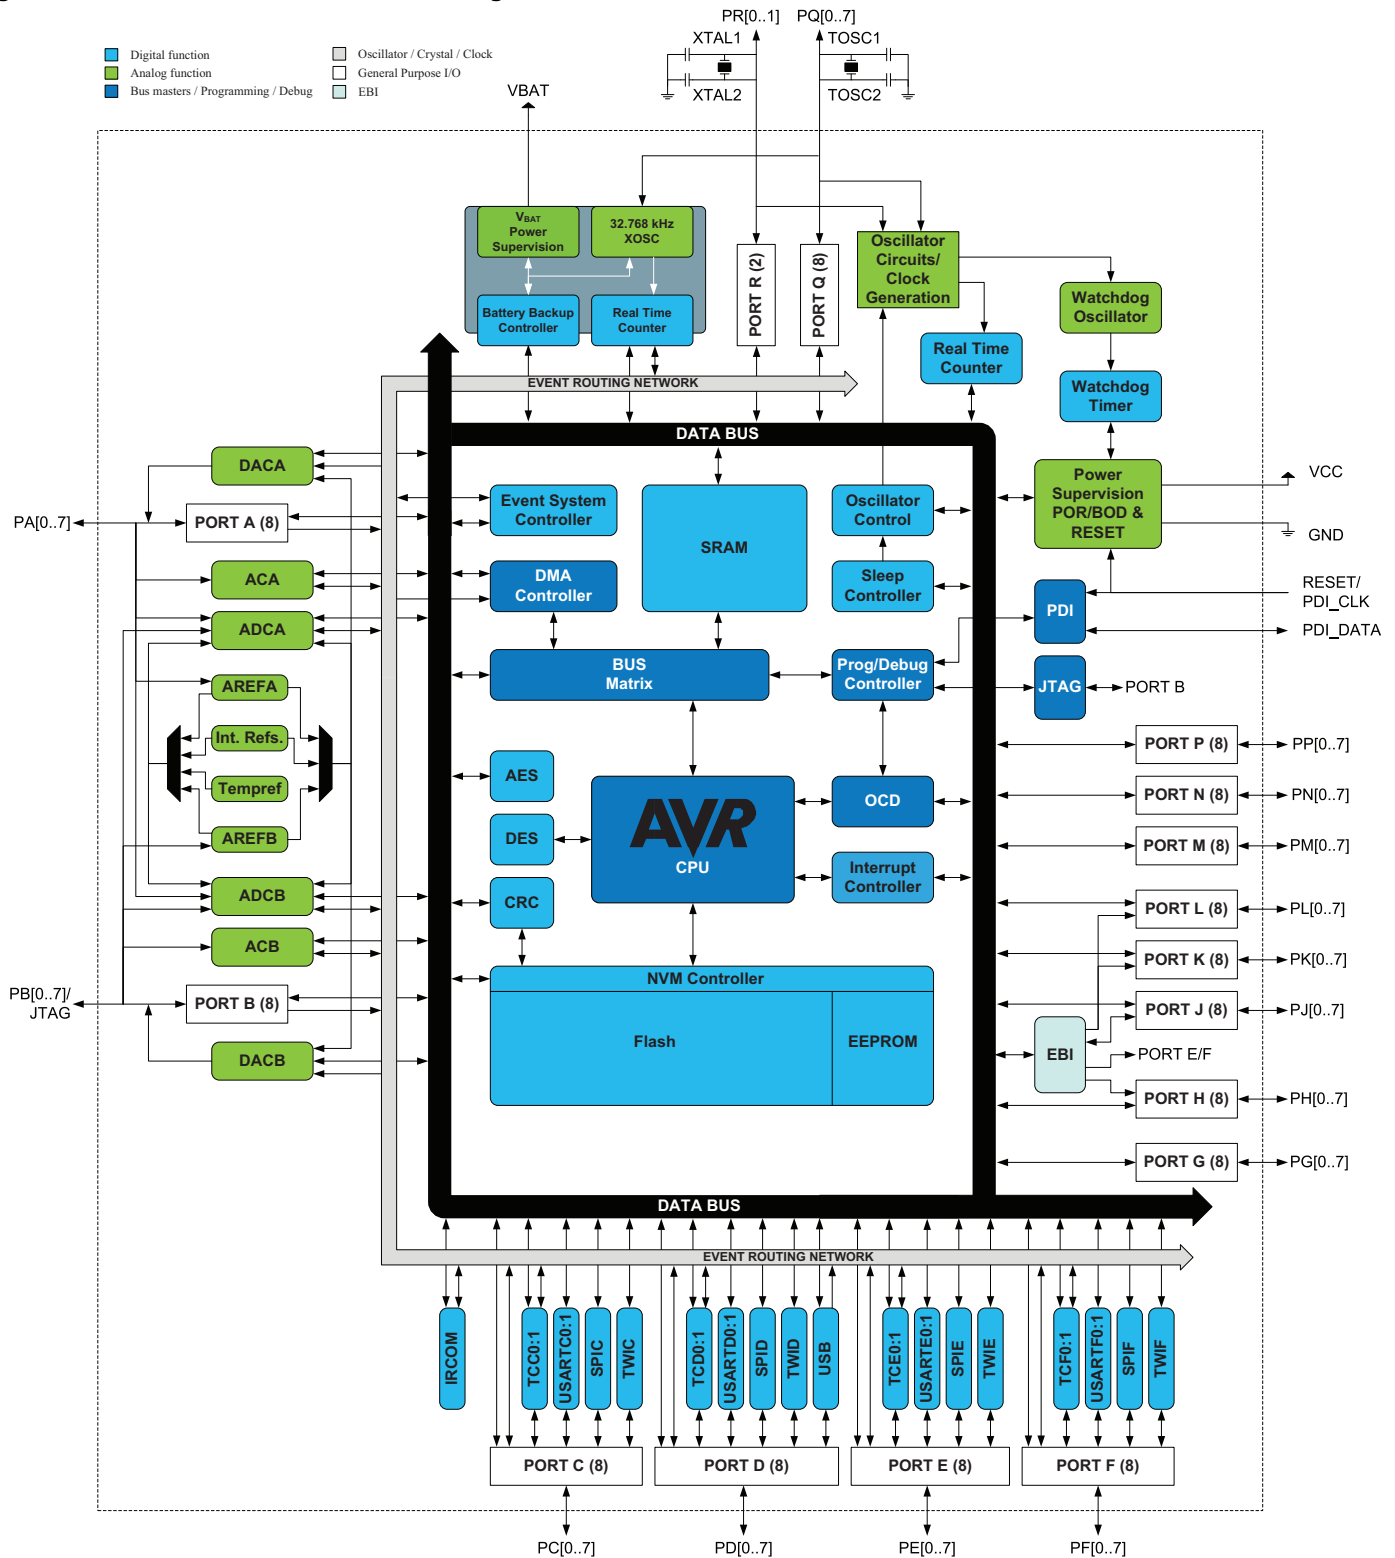 PR[0..1]
PQ[0..7]
XTAL1
TOSC1
XTAL2
TOSC2
Digital function
Analog function
Bus masters / Programming / Debug
Oscillator / Crystal / Clock
General Purpose I/O
EBI
VBAT
VBAT
Power
Supervision
32.768 kHz
XOSC
Battery Backup
Controller
Real Time
Counter
PORT R (2)
PORT Q (8)
Oscillator
Circuits/
Clock
Generation
Watchdog
Oscillator
Real Time
Counter
Watchdog
Timer
EVENT ROUTING NETWORK
DATA BUS
DACA
PA[0..7]
PORT A (8)
ACA
ADCA
AREFA
Int. Refs.
Tempref
AREFB
ADCB
ACB
PB[0..7]/
JTAG
PORT B (8)
DACB
Event System
Controller
SRAM
Oscillator
Control
DMA
Controller
Sleep
Controller
BUS
Matrix
Prog/Debug
Controller
AES
DES
CRC
AVR
CPU
OCD
Interrupt
Controller
NVM Controller
Flash
EEPROM
Power
Supervision
POR/BOD &
RESET
VCC
GND
RESET/
PDI_CLK
PDI
PDI_DATA
JTAG
PORT B
PORT P (8)
PP[0..7]
PORT N (8)
PN[0..7]
PORT M (8)
PM[0..7]
PORT L (8)
PL[0..7]
PORT K (8)
PK[0..7]
PORT J (8)
PJ[0..7]
EBI
PORT E/F
PORT H (8)
PH[0..7]
PORT G (8)
PG[0..7]
DATA BUS
EVENT ROUTING NETWORK
IRCOM
TCC0:1
USARTC0:1
SPIC
TWIC
TCD0:1
USARTD0:1
SPID
TWID
USB
TCE0:1
USARTE0:1
SPIE
TWIE
TCF0:1
USARTF0:1
SPIF
TWIF
PORT C (8)
PORT D (8)
PORT E (8)
PORT F (8)
PC[0..7]
PD[0..7]
PE[0..7]
PF[0..7]